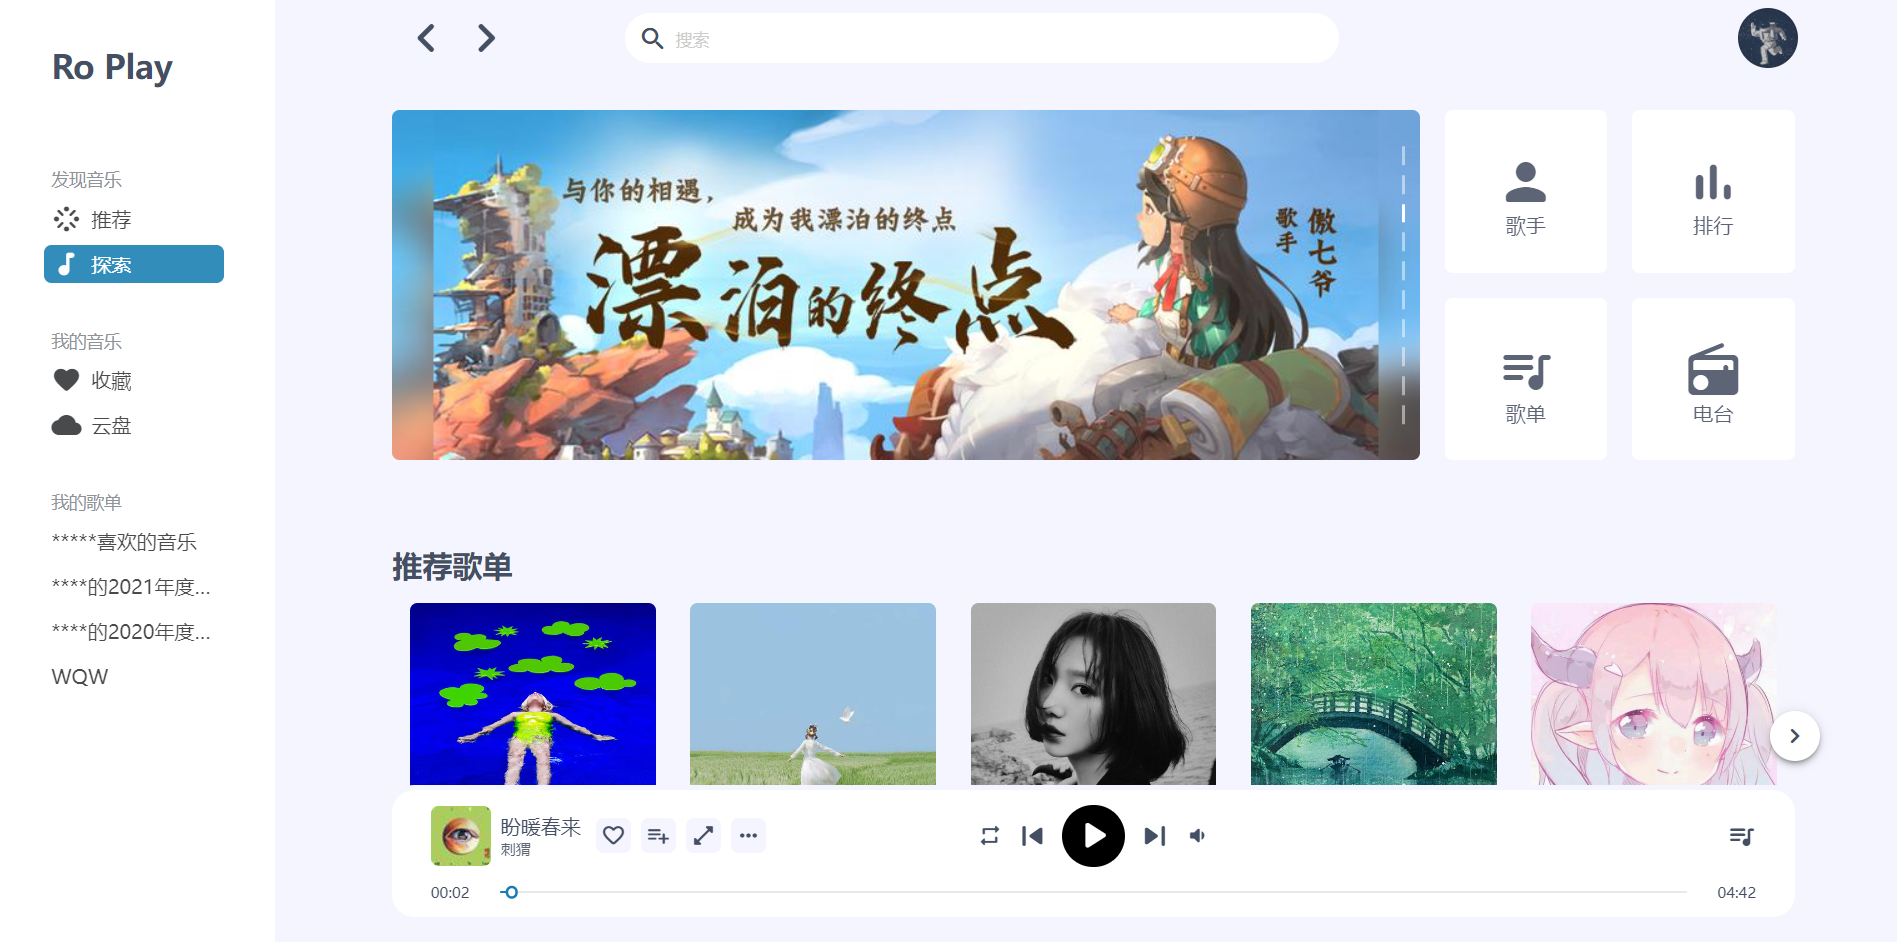 Ro Play
搜索
发现音乐
推荐
探索
我的音乐
收藏
云盘
我的歌单
*****喜欢的音乐
****的2021年度...
****的2020年度...
WQW
与你的相遇，
成为我漂泊的终点
漂泊的终点
歌手
傲七爷
歌手
排行
歌单
电台
推荐歌单
盼暖春来
刺猬
00:02
04:42